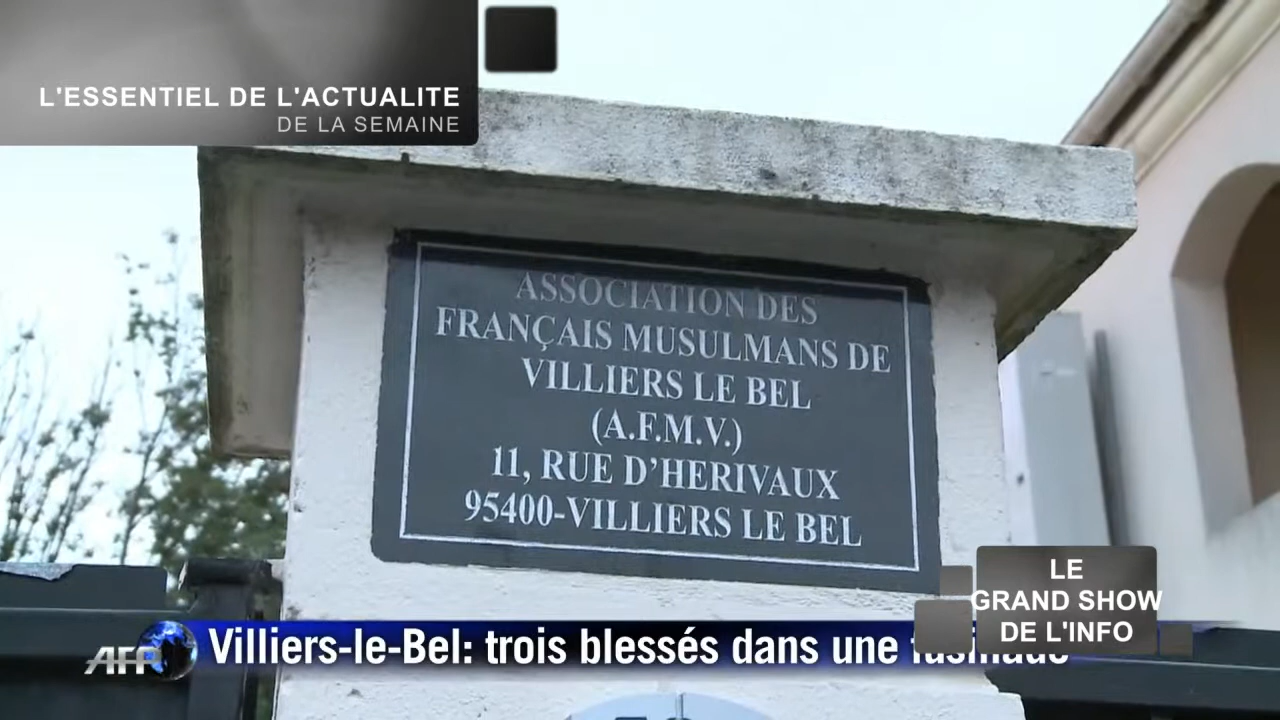 L'ESSENTIEL DE L'ACTUALITE
DE LA SEMAINE
ASSOCIATION DES
FRANÇAIS MUSULMANS DE
VILLIERS LE BEL
(A.F.M.V.)
11, RUE D'HERIVAUX
95400-VILLIERS LE BEL
LE
GRAND SHOW
DE L'INFO
AFP
Villiers-le-Bel: trois blessés dans une